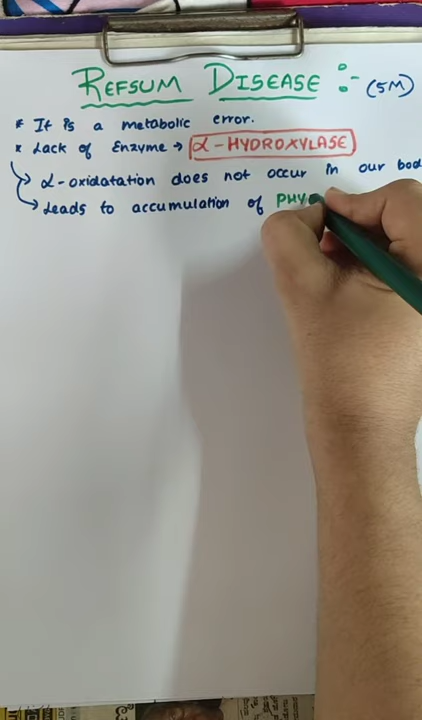 REFSUM DISEASE :- (5M)
* It is a metabolic error.
* Lack of Enzyme → α-HYDROXYLASE
α-oxidatation does not occur in our bod
Leads to accumulation of PHY